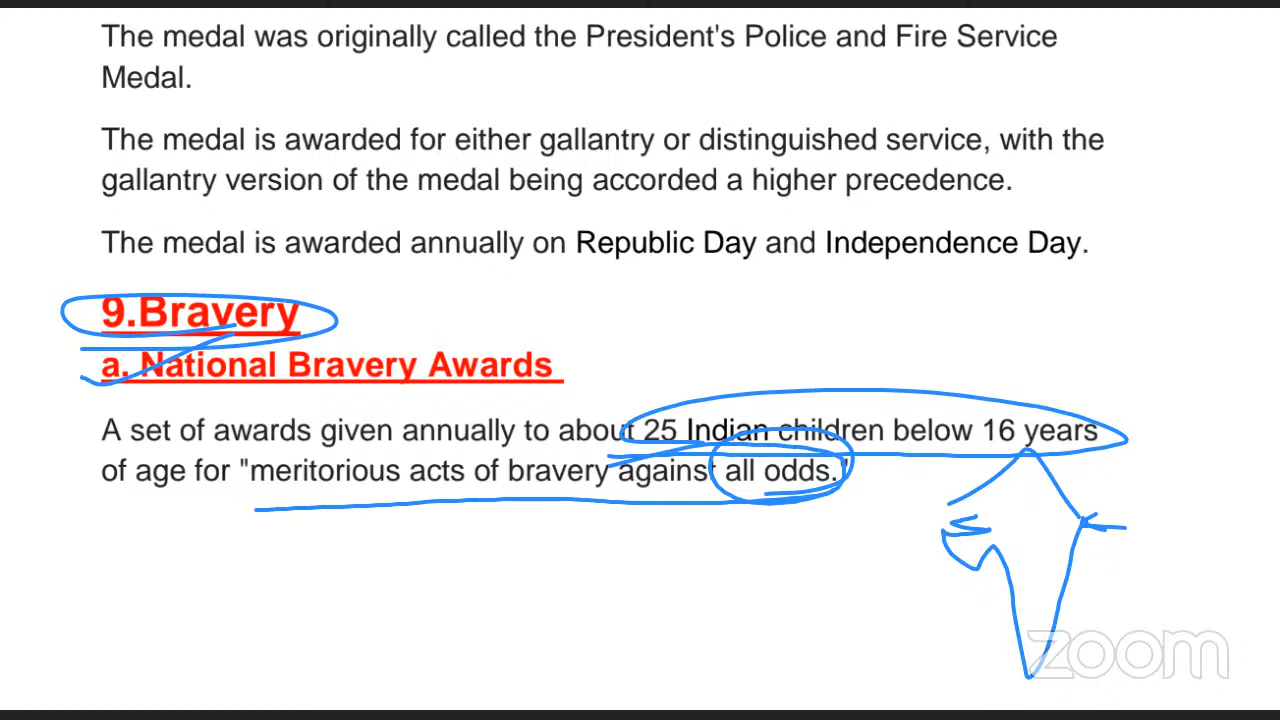 The medal was originally called the President's Police and Fire Service
Medal.
The medal is awarded for either gallantry or distinguished service, with the
gallantry version of the medal being accorded a higher precedence.
The medal is awarded annually on Republic Day and Independence Day.
9.Bravery
a. National Bravery Awards
A set of awards given annually to about 25 Indian children below 16 years
of age for "meritorious acts of bravery against all odds."
zoom